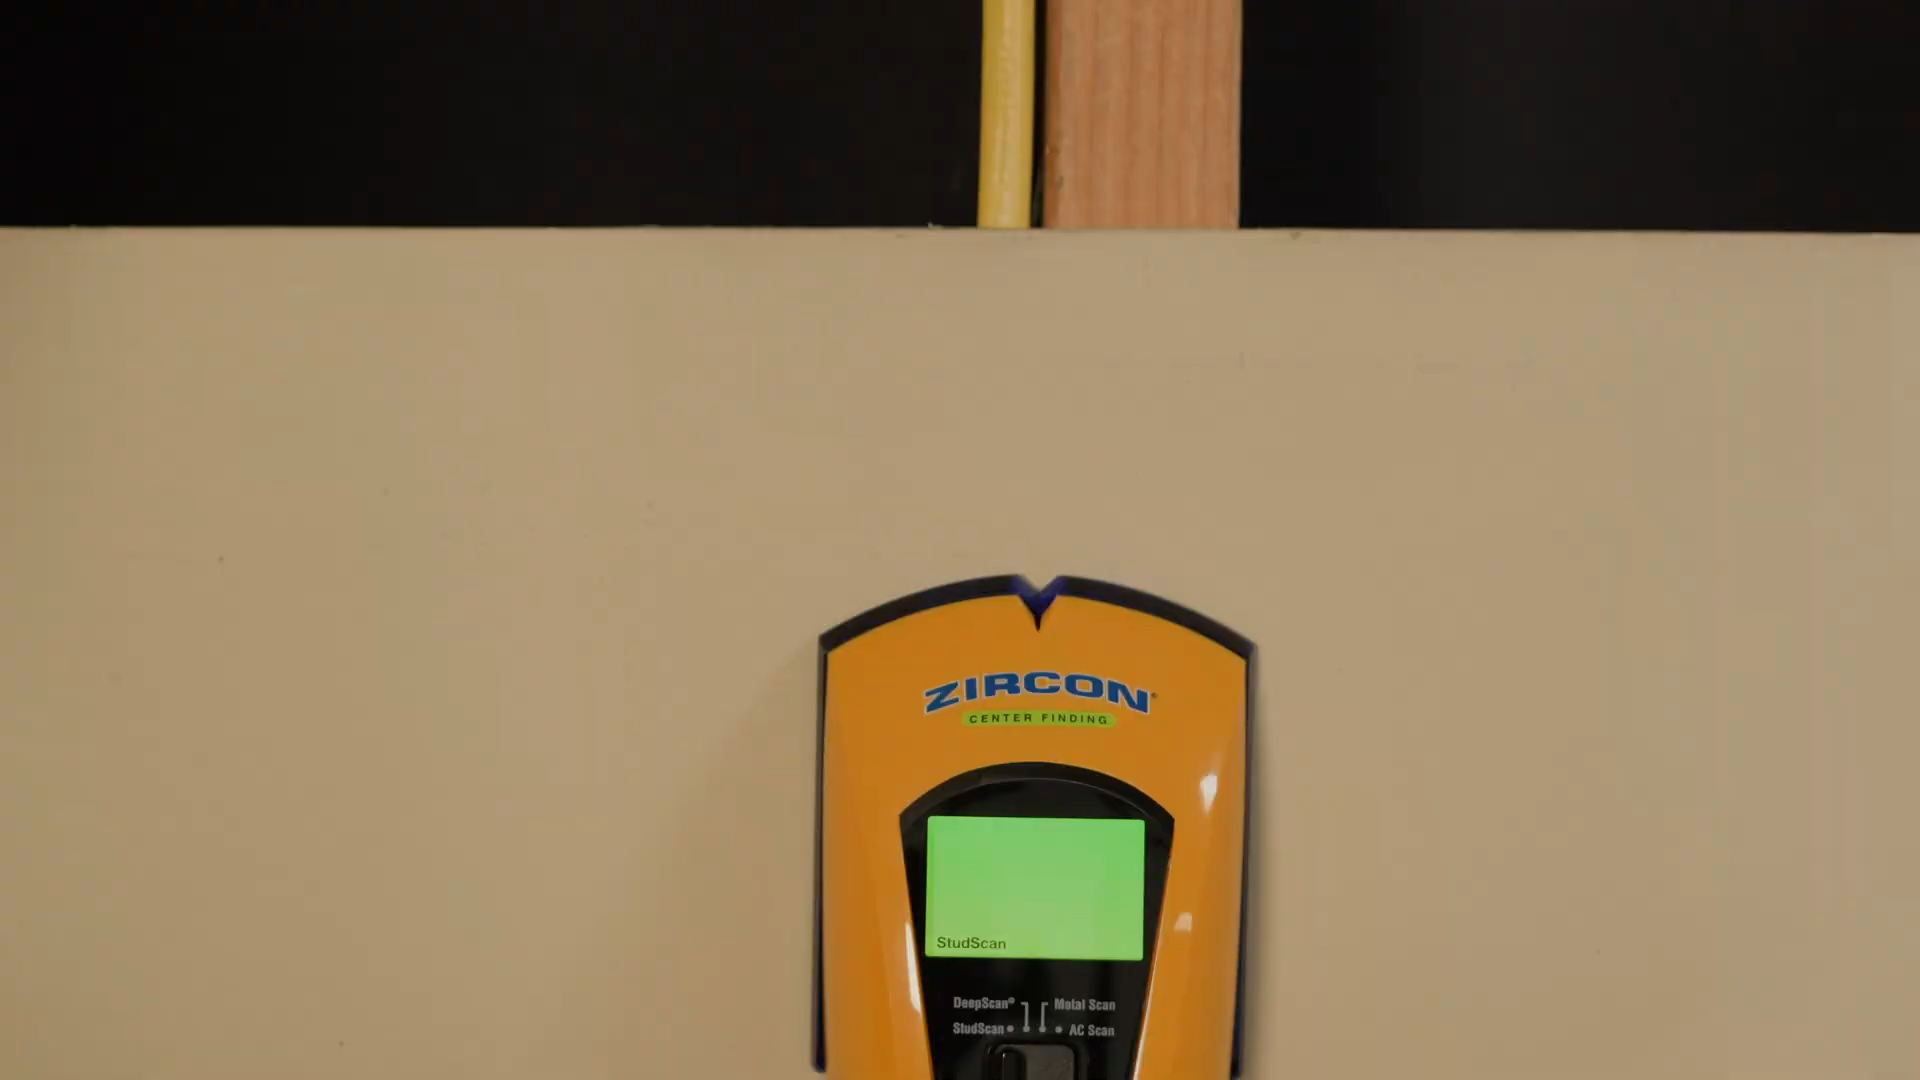 ZIRCON®
CENTER FINDING
StudScan
DeepScan® Metal Scan
StudScan AC Scan